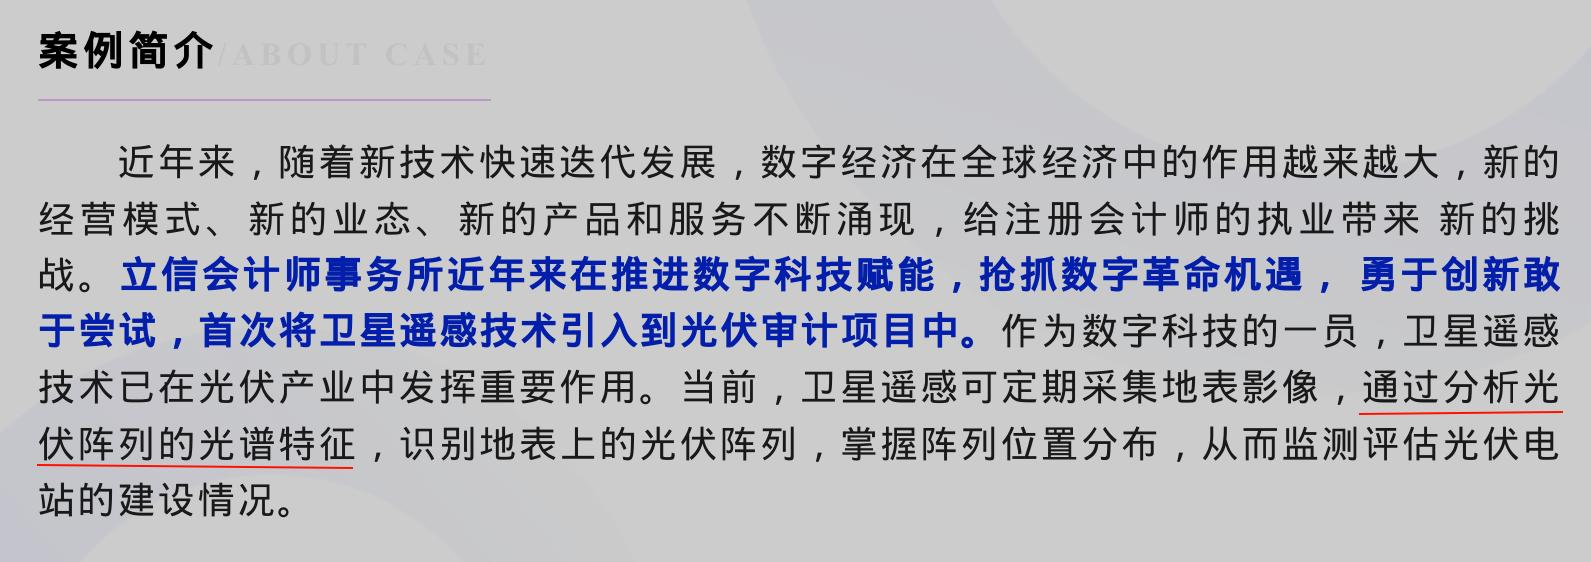 案例简介/ABOUT CASE
近年来，随着新技术快速迭代发展，数字经济在全球经济中的作用越来越大，新的
经营模式、新的业态、新的产品和服务不断涌现，给注册会计师的执业带来 新的挑
战。立信会计师事务所近年来在推进数字科技赋能，抢抓数字革命机遇， 勇于创新敢
于尝试，首次将卫星遥感技术引入到光伏审计项目中。作为数字科技的一员，卫星遥感
技术已在光伏产业中发挥重要作用。当前，卫星遥感可定期采集地表影像，通过分析光
伏阵列的光谱特征，识别地表上的光伏阵列，掌握阵列位置分布，从而监测评估光伏电
站的建设情况。